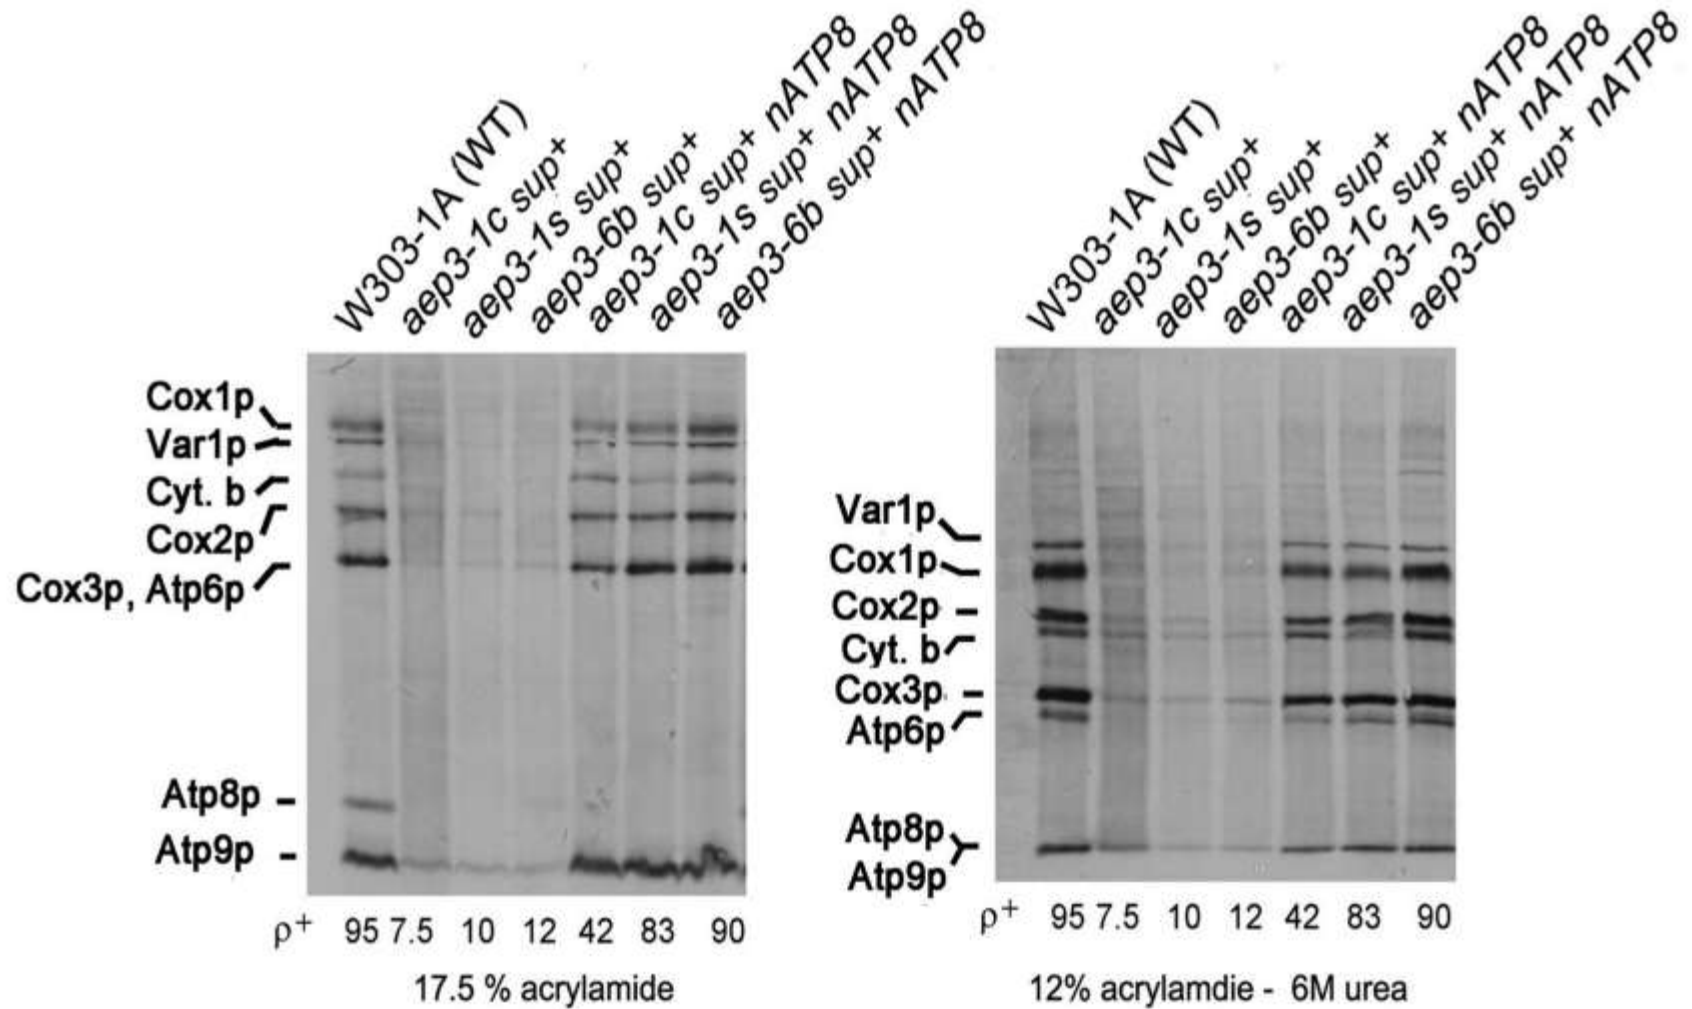 W303-1A (WT)
aep3-1c sup+
aep3-1s sup+
aep3-6b sup+
aep3-1c sup+ nATP8
aep3-1s sup+ nATP8
aep3-6b sup+ nATP8
Cox1p
Var1p
Cyt. b
Cox2p
Cox3p, Atp6p
Atp8p
Atp9p
ρ+ 95 7.5 10 12 42 83 90
17.5 % acrylamide
W303-1A (WT)
aep3-1c sup+
aep3-1s sup+
aep3-6b sup+
aep3-1c sup+ nATP8
aep3-1s sup+ nATP8
aep3-6b sup+ nATP8
Var1p
Cox1p
Cox2p
Cyt. b
Cox3p
Atp6p
Atp8p
Atp9p
ρ+ 95 7.5 10 12 42 83 90
12% acrylamdie - 6M urea